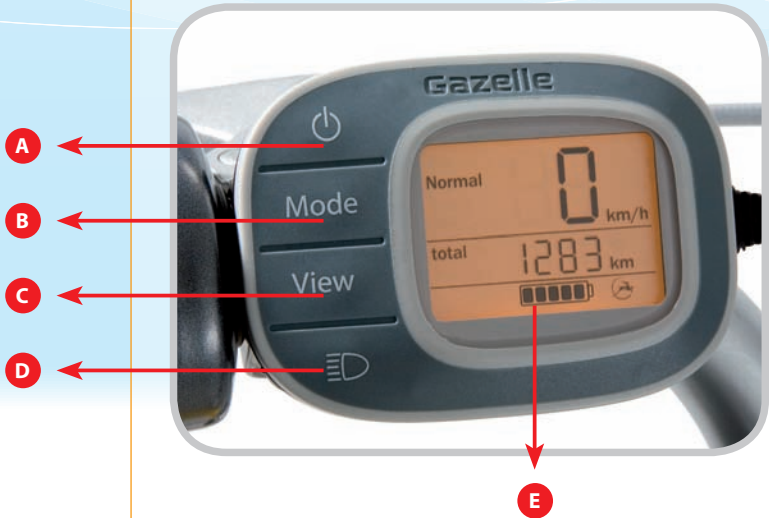 Gazelle
A
B
Mode
C
View
D
Normal
0 km/h
total 1283 km
E